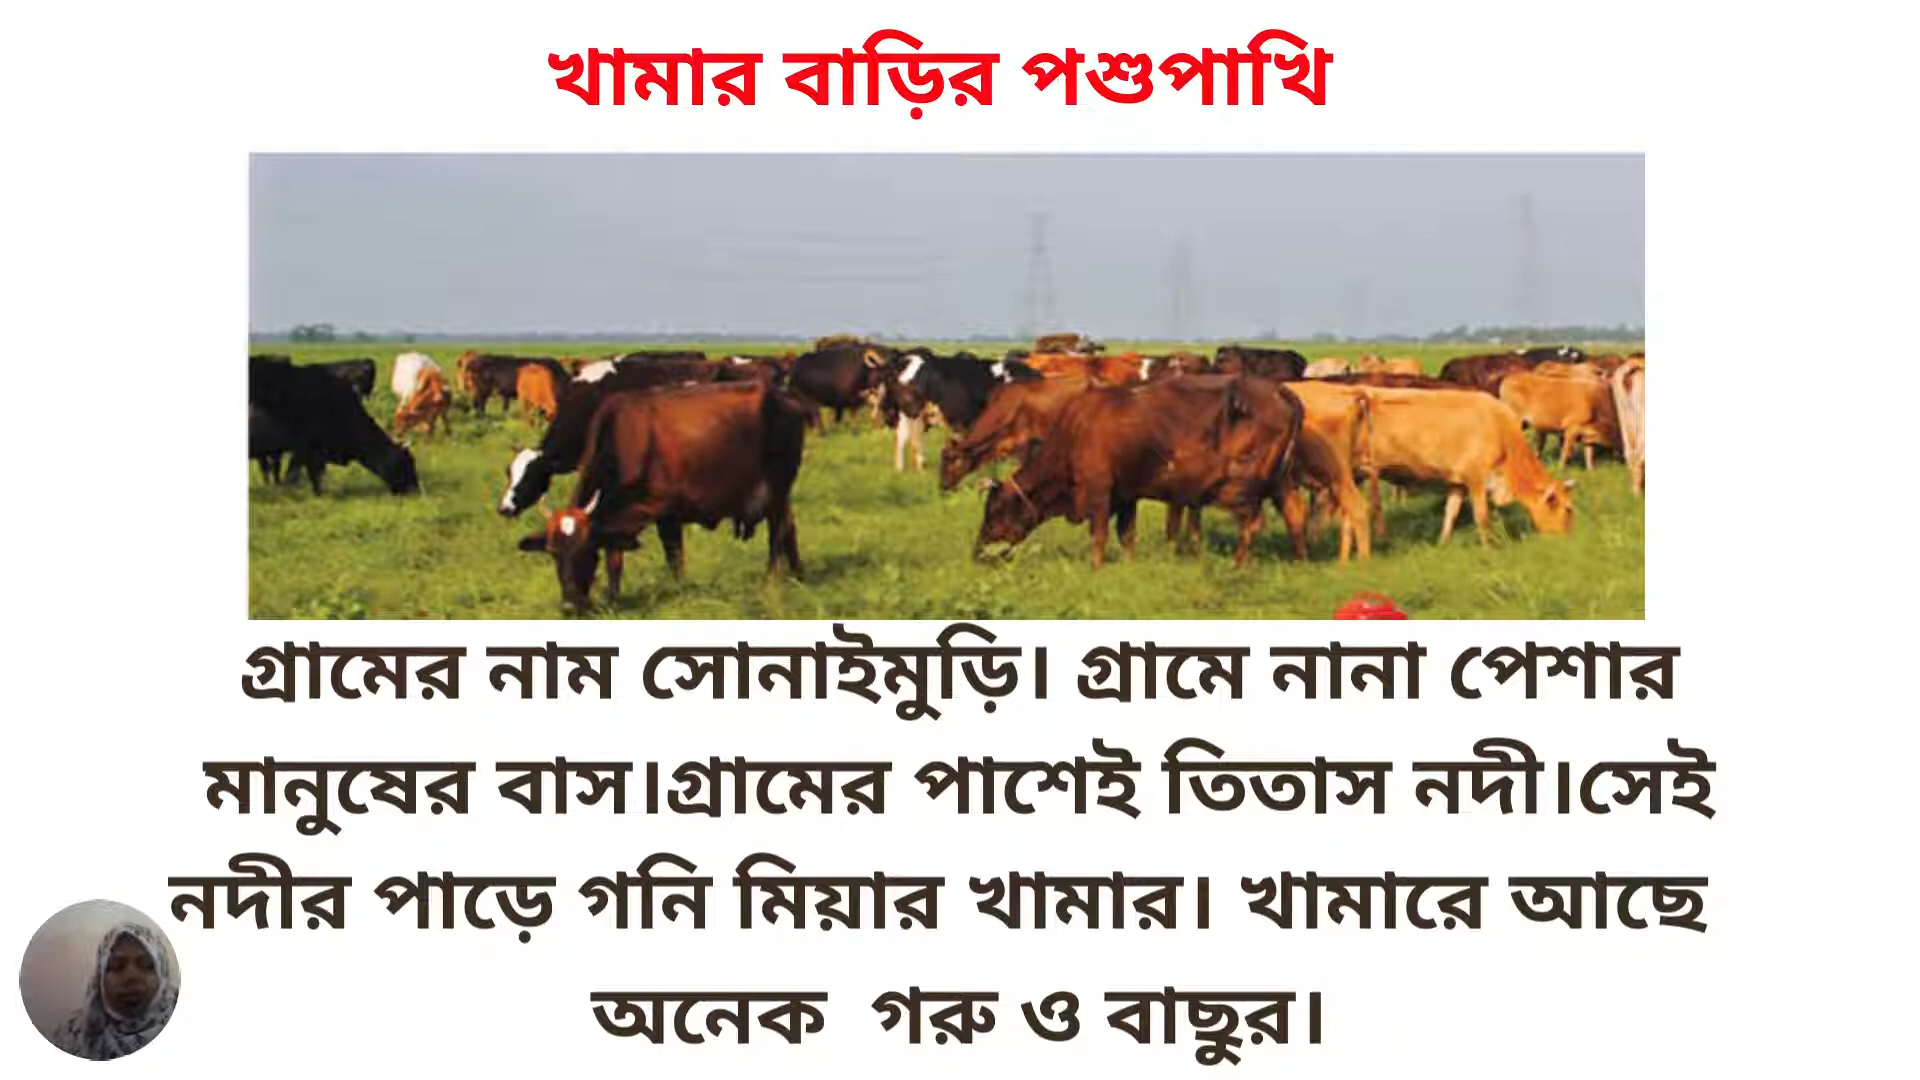 খামার বাড়ির পশুপাখি
গ্রামের নাম সোনাইমুড়ি। গ্রামে নানা পেশার
মানুষের বাস।গ্রামের পাশেই তিতাস নদী।সেই
নদীর পাড়ে গনি মিয়ার খামার। খামারে আছে
অনেক  গরু ও বাছুর।